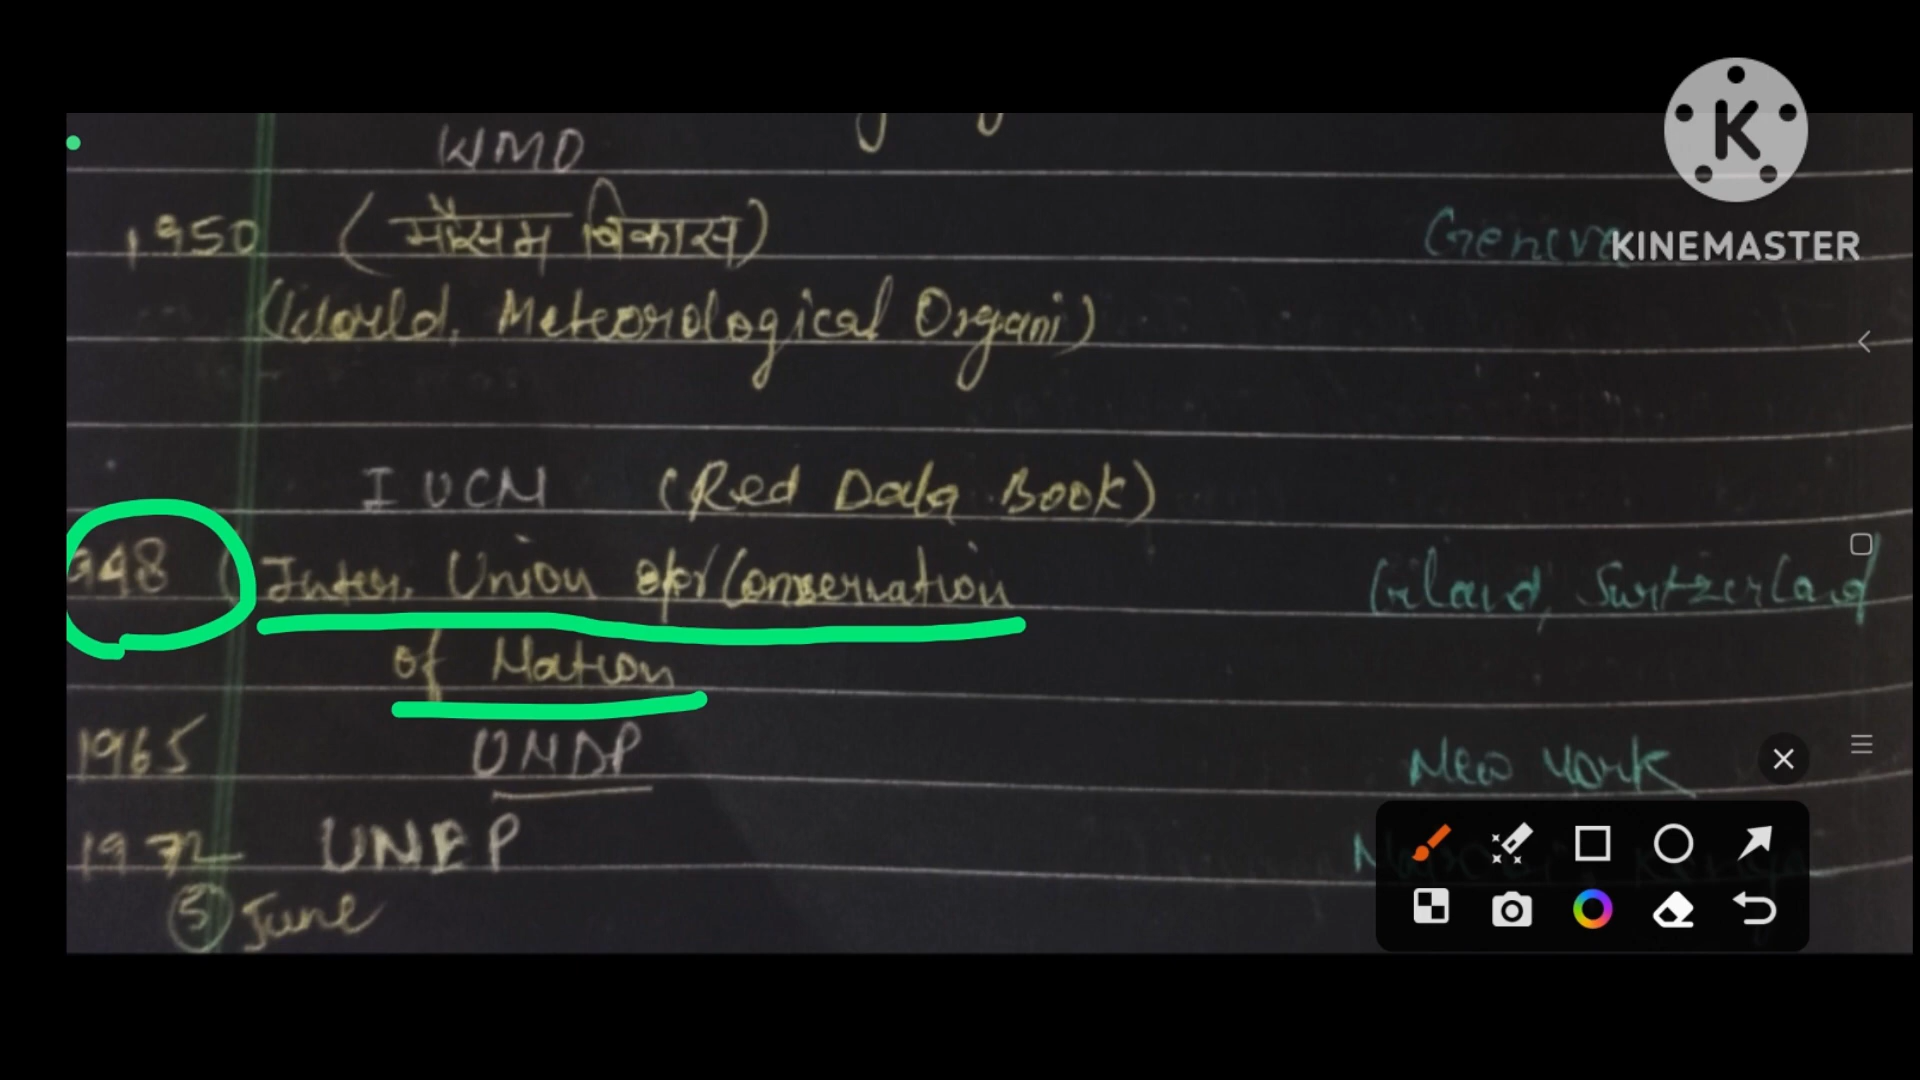 WMO
1950 (मौसम विकास) Geneva
KINEMASTER
(World. Meteorological Organi)
IUCN (Red Data Book)
948 (Inter. Union for Conservation Gland, Switzerland
of Nation
1965 UNDP New York
1972 UNEP
5 June